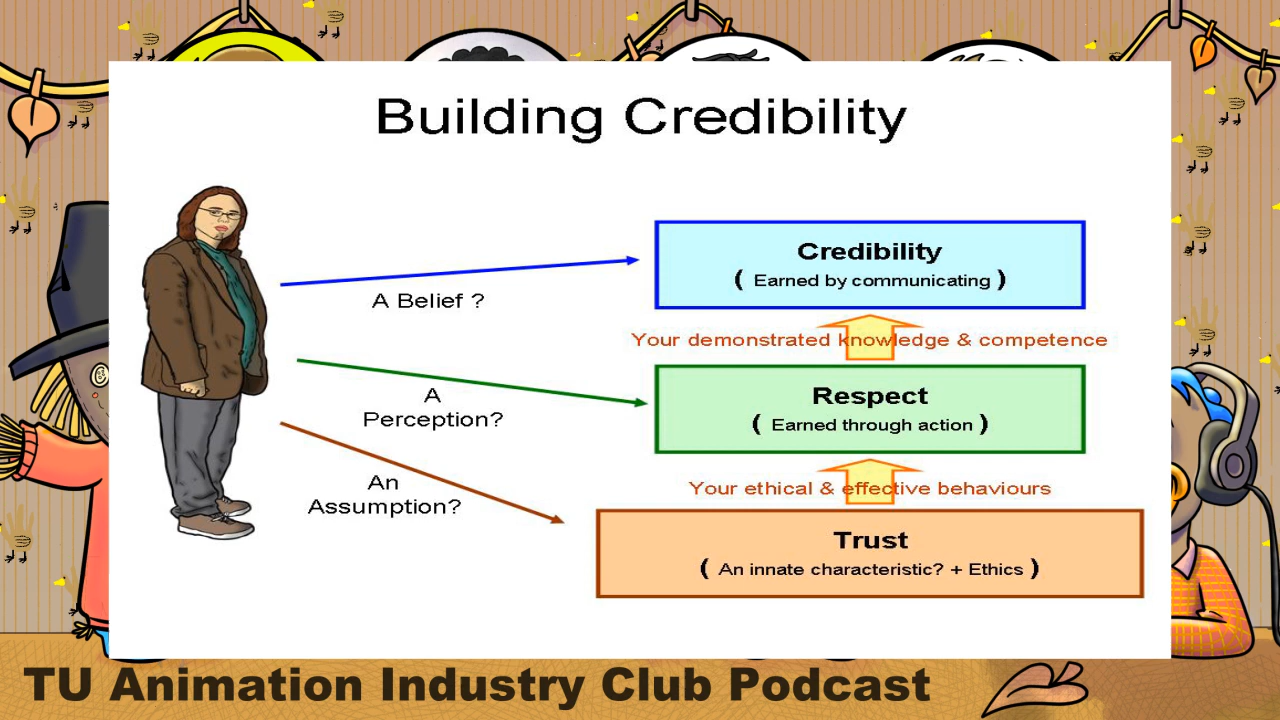 Building Credibility
Credibility
( Earned by communicating )
A Belief ?
Your demonstrated knowledge & competence
Respect
( Earned through action )
A
Perception?
Your ethical & effective behaviours
An
Assumption?
Trust
( An innate characteristic? + Ethics )
TU Animation Industry Club Podcast